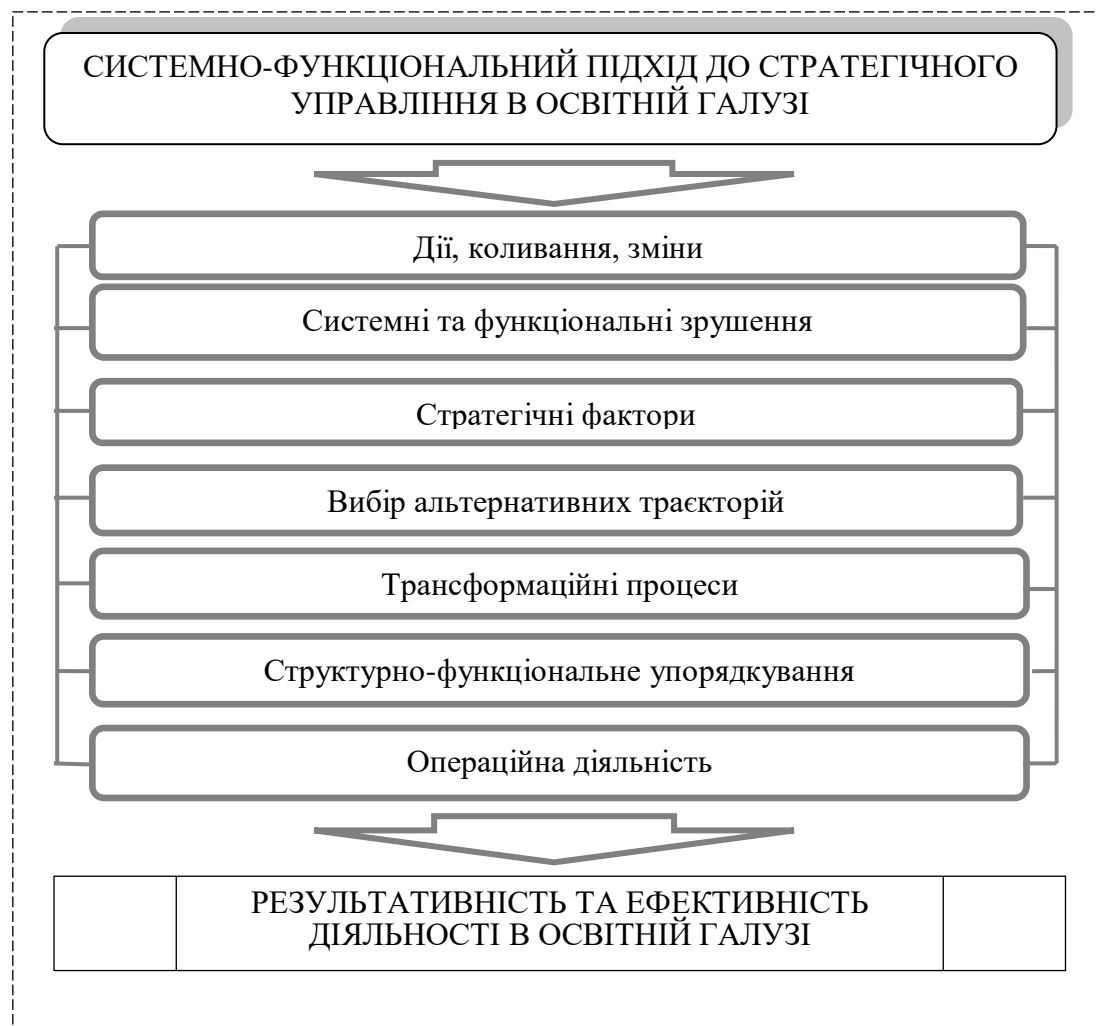 СИСТЕМНО-ФУНКЦІОНАЛЬНИЙ ПІДХІД ДО СТРАТЕГІЧНОГО
УПРАВЛІННЯ В ОСВІТНІЙ ГАЛУЗІ
Дії, коливання, зміни
Системні та функціональні зрушення
Стратегічні фактори
Вибір альтернативних траєкторій
Трансформаційні процеси
Структурно-функціональне упорядкування
Операційна діяльність
РЕЗУЛЬТАТИВНІСТЬ ТА ЕФЕКТИВНІСТЬ
ДІЯЛЬНОСТІ В ОСВІТНІЙ ГАЛУЗІ